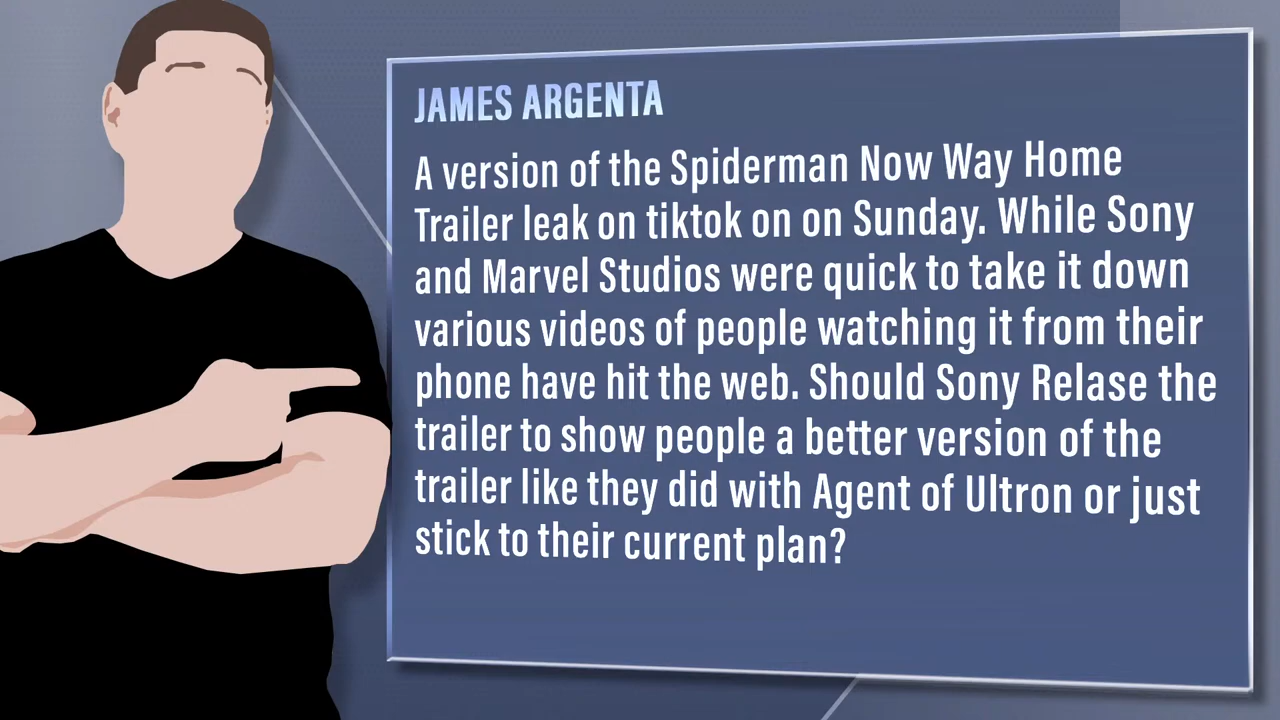 JAMES ARGENTA
A version of the Spiderman Now Way Home
Trailer leak on tiktok on on Sunday. While Sony
and Marvel Studios were quick to take it down
various videos of people watching it from their
phone have hit the web. Should Sony Relase the
trailer to show people a better version of the
trailer like they did with Agent of Ultron or just
stick to their current plan?